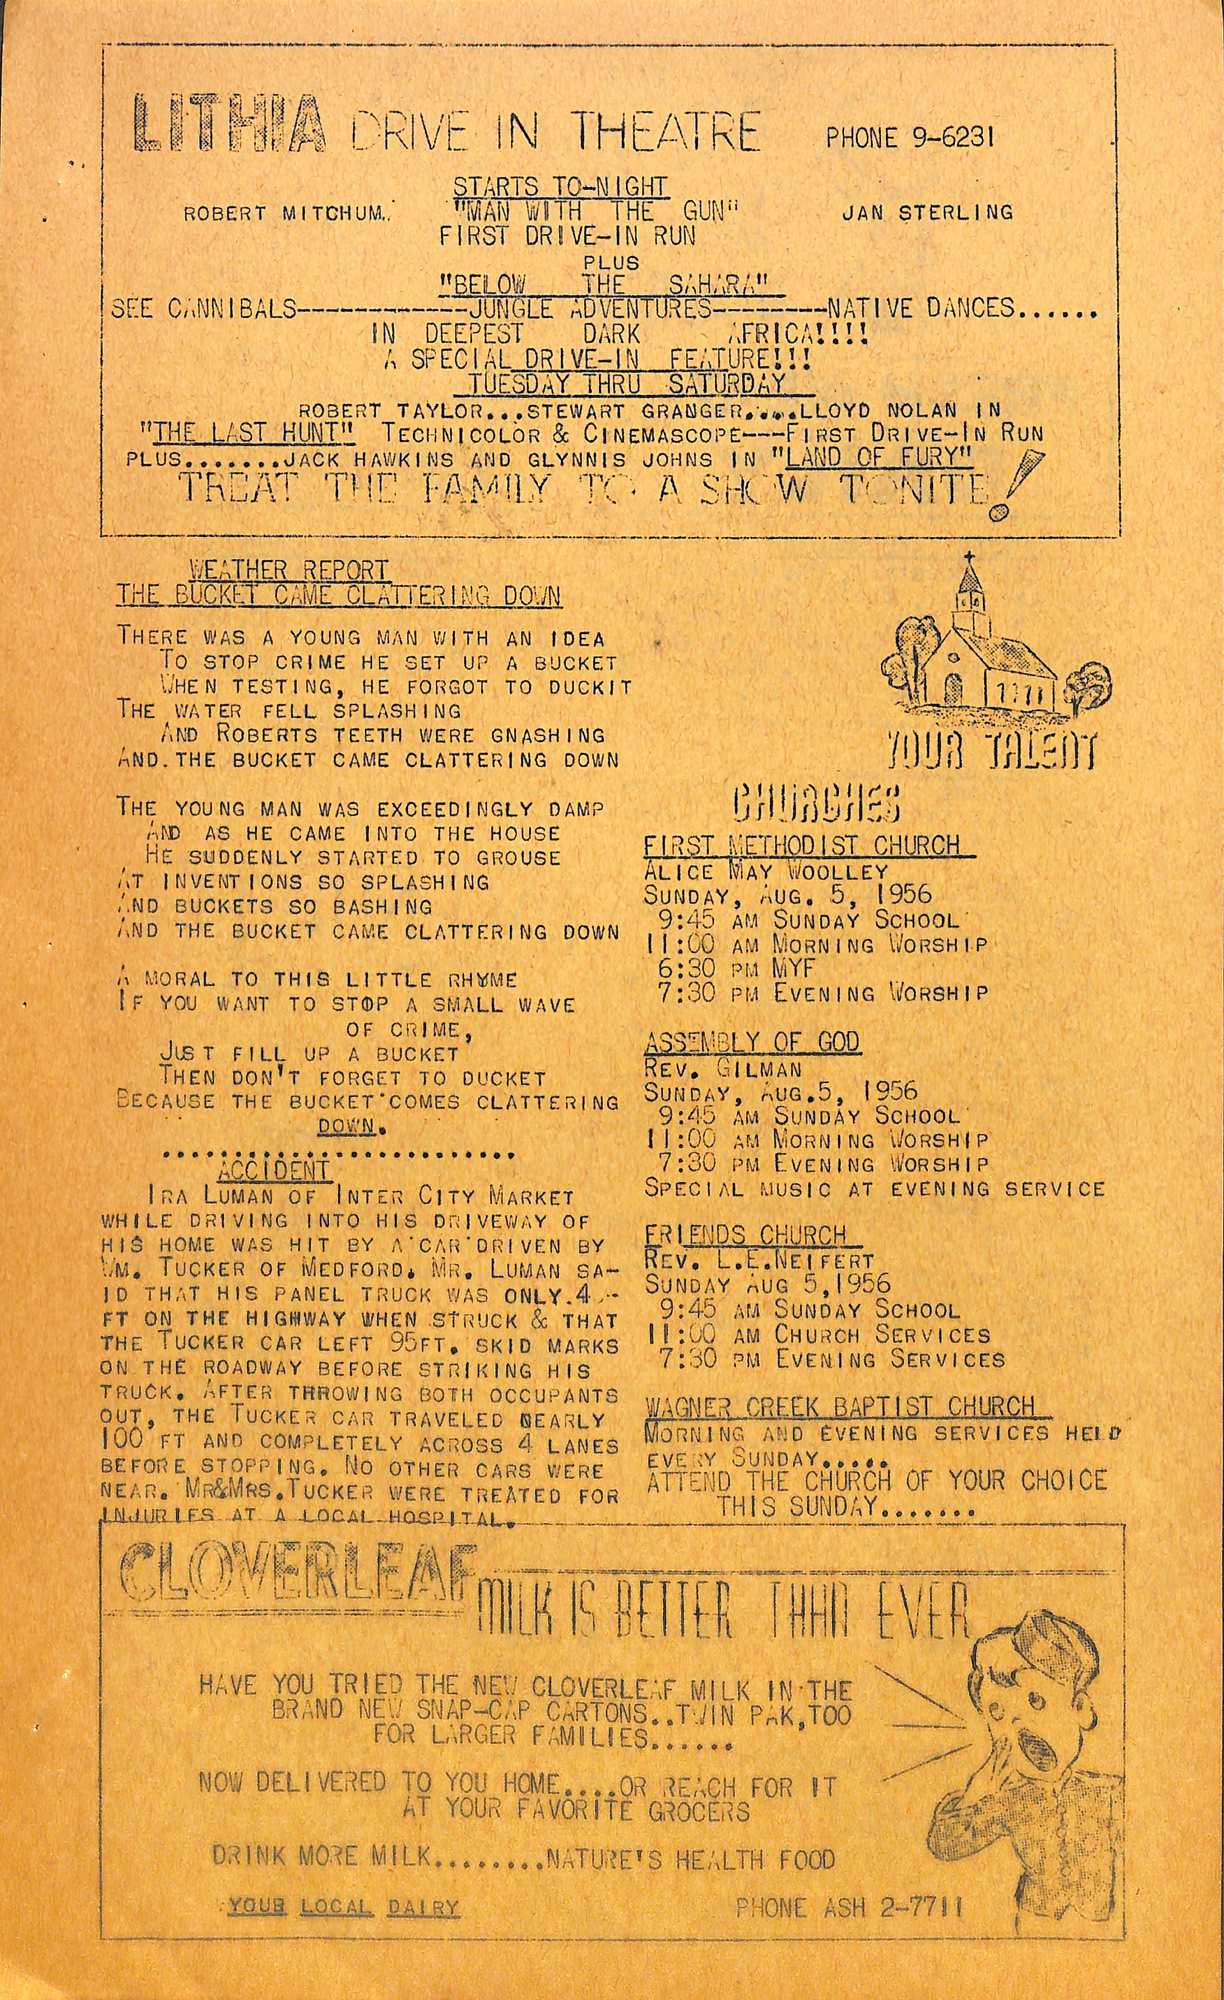 LITHIA DRIVE IN THEATRE PHONE 9-6231
STARTS TO-NIGHT
ROBERT MITCHUM.. "MAN WITH THE GUN" JAN STERLING
FIRST DRIVE-IN RUN
PLUS
"BELOW THE SAHARA"
SEE CANNIBALS------------JUNGLE ADVENTURES--------NATIVE DANCES......
IN DEEPEST DARK AFRICA!!!!
A SPECIAL DRIVE-IN FEATURE!!!
TUESDAY THRU SATURDAY
ROBERT TAYLOR...STEWART GRANGER....LLOYD NOLAN IN
"THE LAST HUNT" TECHNICOLOR & CINEMASCOPE---FIRST DRIVE-IN RUN
PLUS.......JACK HAWKINS AND GLYNNIS JOHNS IN "LAND OF FURY"
TREAT THE FAMILY TO A SHOW TONITE!
WEATHER REPORT
THE BUCKET CAME CLATTERING DOWN
THERE WAS A YOUNG MAN WITH AN IDEA
TO STOP CRIME HE SET UP A BUCKET
WHEN TESTING, HE FORGOT TO DUCKIT
THE WATER FELL SPLASHING
AND ROBERTS TEETH WERE GNASHING
AND.THE BUCKET CAME CLATTERING DOWN
THE YOUNG MAN WAS EXCEEDINGLY DAMP
AND AS HE CAME INTO THE HOUSE
HE SUDDENLY STARTED TO GROUSE
AT INVENTIONS SO SPLASHING
AND BUCKETS SO BASHING
AND THE BUCKET CAME CLATTERING DOWN
A MORAL TO THIS LITTLE RHYME
IF YOU WANT TO STOP A SMALL WAVE
OF CRIME,
JUST FILL UP A BUCKET
THEN DON'T FORGET TO DUCKET
BECAUSE THE BUCKET COMES CLATTERING
DOWN.
.........................
ACCIDENT
IRA LUMAN OF INTER CITY MARKET
WHILE DRIVING INTO HIS DRIVEWAY OF
HIS HOME WAS HIT BY A CAR DRIVEN BY
WM. TUCKER OF MEDFORD. MR. LUMAN SA-
ID THAT HIS PANEL TRUCK WAS ONLY.4
FT ON THE HIGHWAY WHEN STRUCK & THAT
THE TUCKER CAR LEFT 95FT. SKID MARKS
ON THE ROADWAY BEFORE STRIKING HIS
TRUCK. AFTER THROWING BOTH OCCUPANTS
OUT, THE TUCKER CAR TRAVELED NEARLY
100 FT AND COMPLETELY ACROSS 4 LANES
BEFORE STOPPING. NO OTHER CARS WERE
NEAR. MR&MRS.TUCKER WERE TREATED FOR
INJURIES AT A LOCAL HOSPITAL.
YOUR TALENT
CHURCHES
FIRST METHODIST CHURCH
ALICE MAY WOOLLEY
SUNDAY, AUG. 5, 1956
9:45 AM SUNDAY SCHOOL
11:00 AM MORNING WORSHIP
6:30 PM MYF
7:30 PM EVENING WORSHIP
ASSEMBLY OF GOD
REV. GILMAN
SUNDAY, AUG.5, 1956
9:45 AM SUNDAY SCHOOL
11:00 AM MORNING WORSHIP
7:30 PM EVENING WORSHIP
SPECIAL MUSIC AT EVENING SERVICE
FRIENDS CHURCH
REV. L.E.NEIFERT
SUNDAY AUG 5,1956
9:45 AM SUNDAY SCHOOL
11:00 AM CHURCH SERVICES
7:30 PM EVENING SERVICES
WAGNER CREEK BAPTIST CHURCH
MORNING AND EVENING SERVICES HELD
EVERY SUNDAY.....
ATTEND THE CHURCH OF YOUR CHOICE
THIS SUNDAY.......
CLOVERLEAF MILK IS BETTER THAN EVER
HAVE YOU TRIED THE NEW CLOVERLEAF MILK IN THE
BRAND NEW SNAP-CAP CARTONS..TWIN PAK,TOO
FOR LARGER FAMILIES......
NOW DELIVERED TO YOU HOME....OR REACH FOR IT
AT YOUR FAVORITE GROCERS
DRINK MORE MILK........NATURE'S HEALTH FOOD
YOUR LOCAL DAIRY PHONE ASH 2-7711